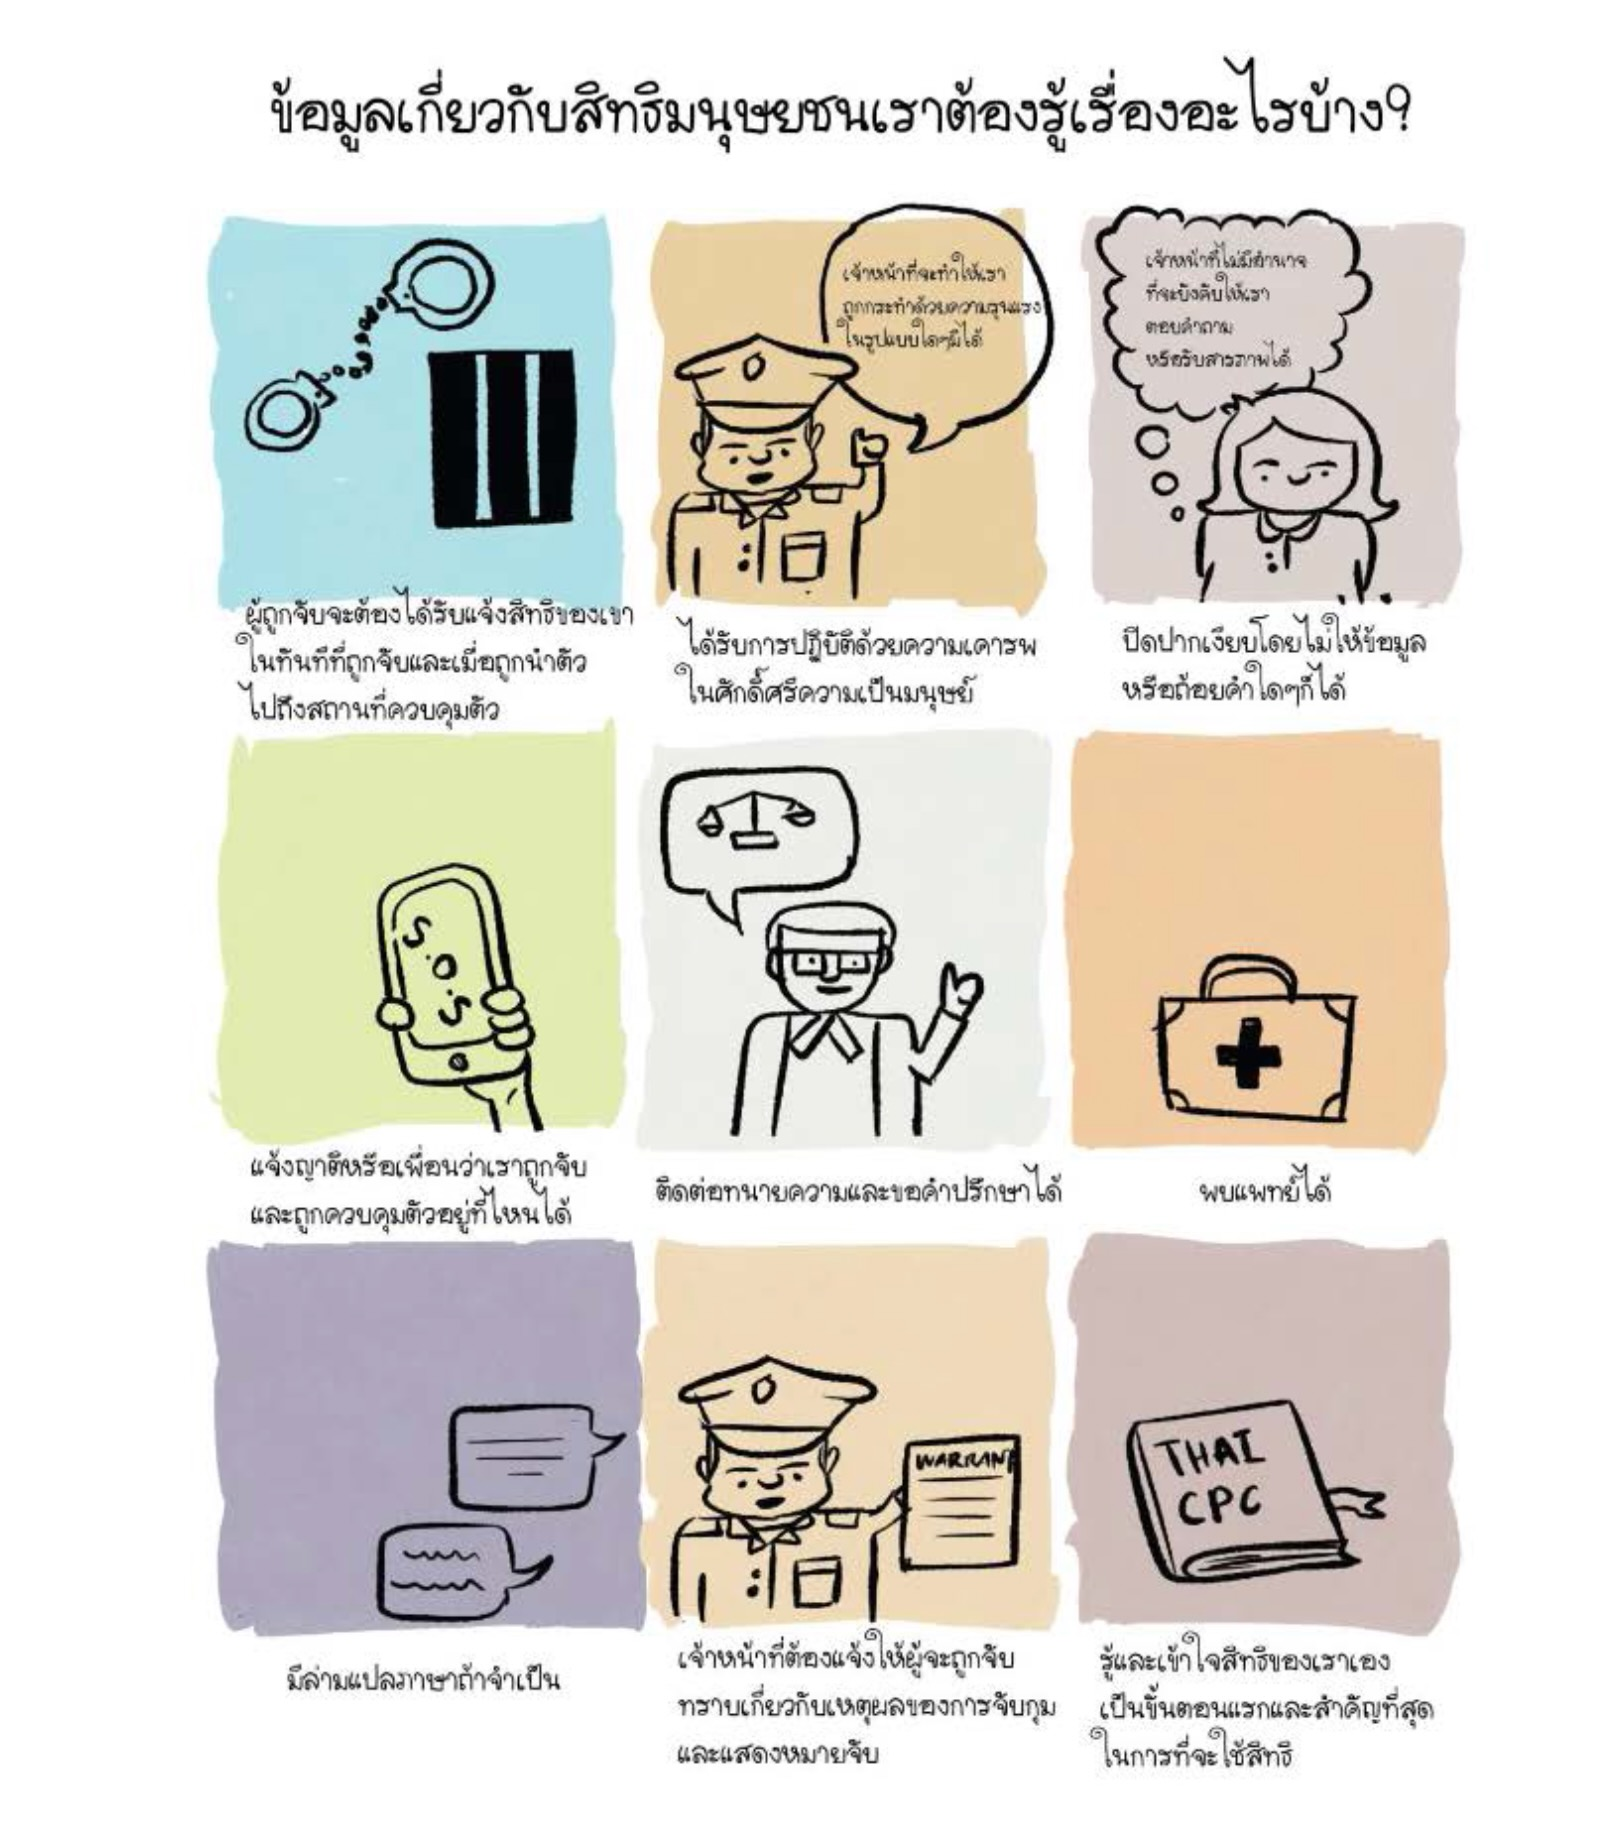 ข้อมูลเกี่ยวกับสิทธิมนุษยชนเราต้องรู้เรื่องอะไรบ้าง?
ผู้ถูกจับจะต้องได้รับแจ้งสิทธิของเขา
ในทันทีที่ถูกจับและเมื่อถูกนำตัว
ไปถึงสถานที่ควบคุมตัว
เจ้าหน้าที่จะทำให้เรา
ถูกกระทำด้วยความรุนแรง
ในรูปแบบใดๆมิได้
ได้รับการปฏิบัติด้วยความเคารพ
ในศักดิ์ศรีความเป็นมนุษย์
เจ้าหน้าที่ไม่มีอำนาจ
ที่จะบังคับให้เรา
ตอบคำถาม
หรือรับสารภาพได้
ปิดปากเงียบโดยไม่ให้ข้อมูล
หรือถ้อยคำใดๆก็ได้
S.O.S
แจ้งญาติหรือเพื่อนว่าเราถูกจับ
และถูกควบคุมตัวอยู่ที่ไหนได้
ติดต่อทนายความและขอคำปรึกษาได้
พบแพทย์ได้
มีล่ามแปลภาษาถ้าจำเป็น
WARRANT
เจ้าหน้าที่ต้องแจ้งให้ผู้จะถูกจับ
ทราบเกี่ยวกับเหตุผลของการจับกุม
และแสดงหมายจับ
THAI
CPC
รู้และเข้าใจสิทธิของเราเอง
เป็นขั้นตอนแรกและสำคัญที่สุด
ในการที่จะใช้สิทธิ